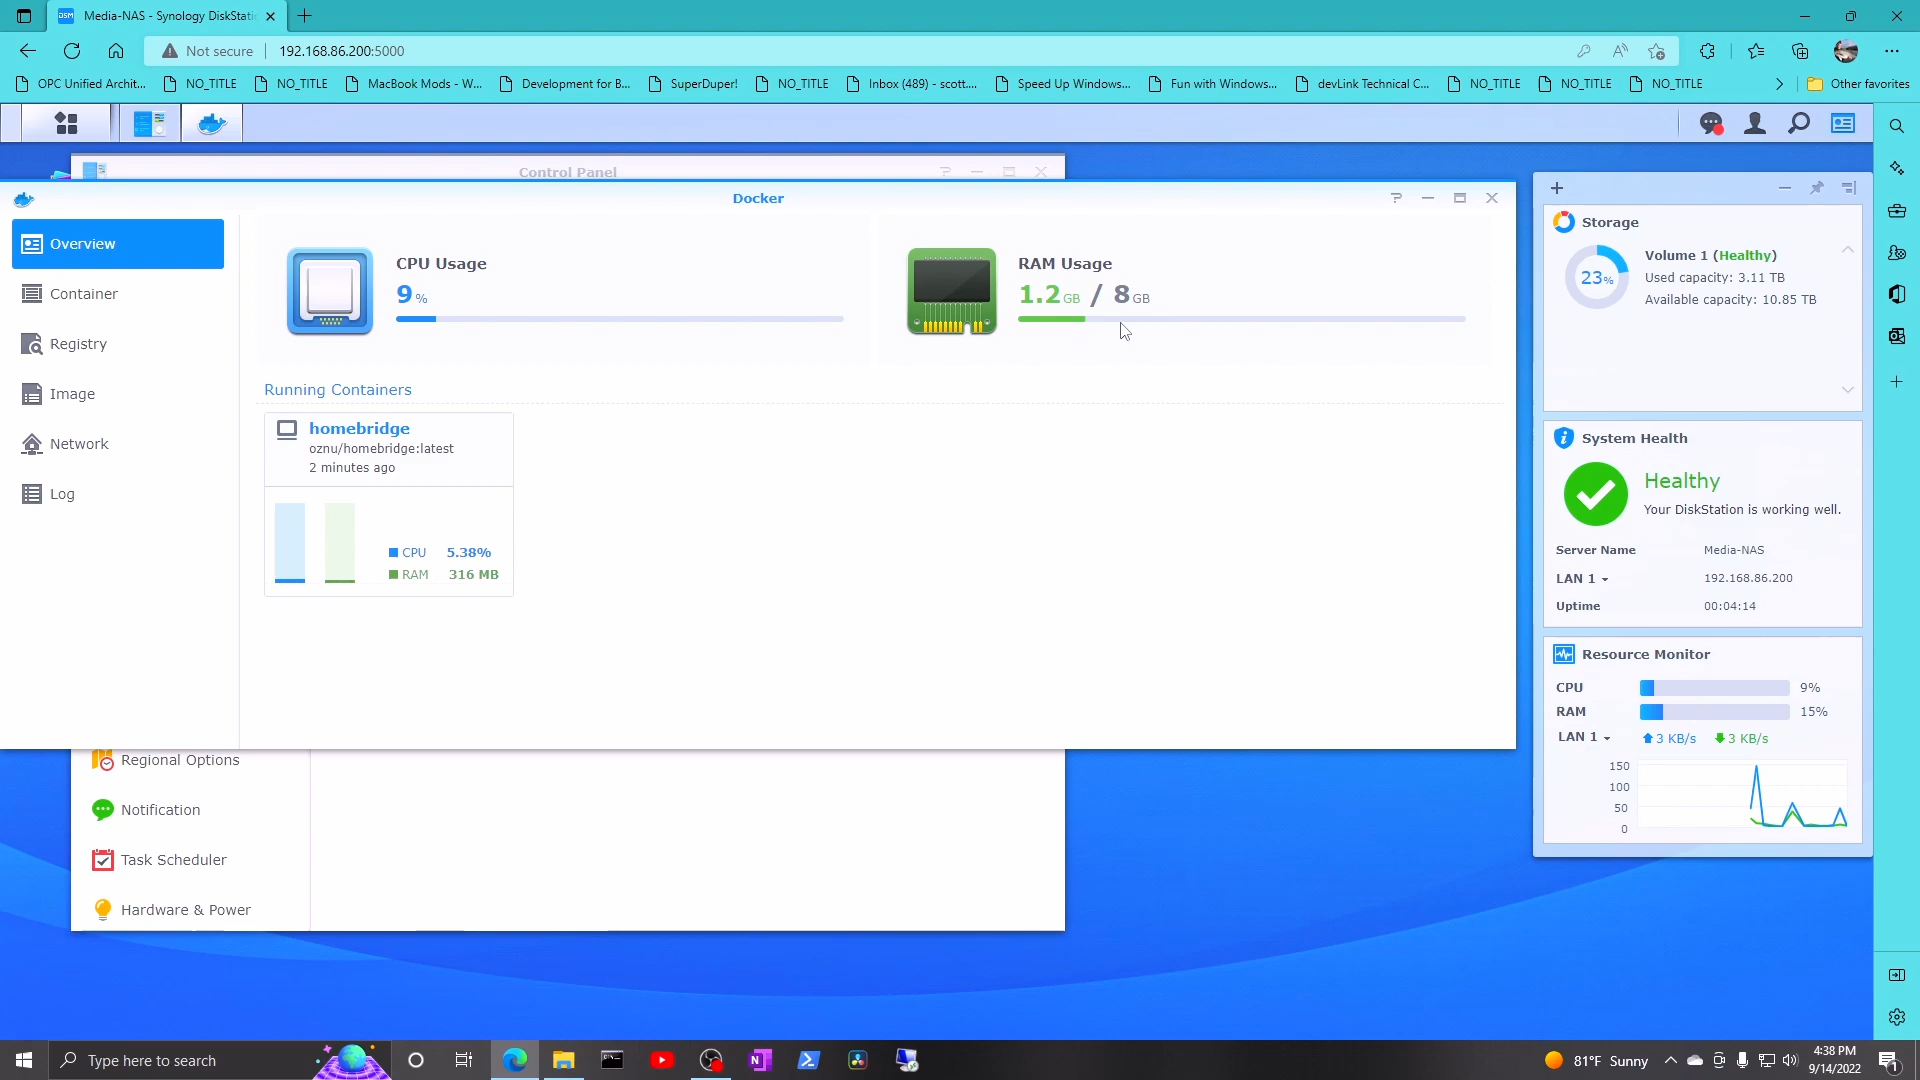 DSM
Media-NAS - Synology DiskStati
Not secure
192.168.86.200:5000
OPC Unified Archit...
NO_TITLE
NO_TITLE
MacBook Mods - W...
Development for B...
SuperDuper!
NO_TITLE
Inbox (489) - scott....
Speed Up Windows...
Fun with Windows...
devLink Technical C...
NO_TITLE
NO_TITLE
NO_TITLE
Other favorites
Control Panel
Docker
Overview
Container
Registry
Image
Network
Log
CPU Usage
9 %
RAM Usage
1.2 GB / 8 GB
Running Containers
homebridge
oznu/homebridge:latest
2 minutes ago
CPU 5.38%
RAM 316 MB
Regional Options
Notification
Task Scheduler
Hardware & Power
Storage
23%
Volume 1 (Healthy)
Used capacity: 3.11 TB
Available capacity: 10.85 TB
System Health
Healthy
Your DiskStation is working well.
Server Name Media-NAS
LAN 1 192.168.86.200
Uptime 00:04:14
Resource Monitor
CPU 9%
RAM 15%
LAN 1 3 KB/s 3 KB/s
150
100
50
0
Type here to search
81°F Sunny
4:38 PM
9/14/2022
1